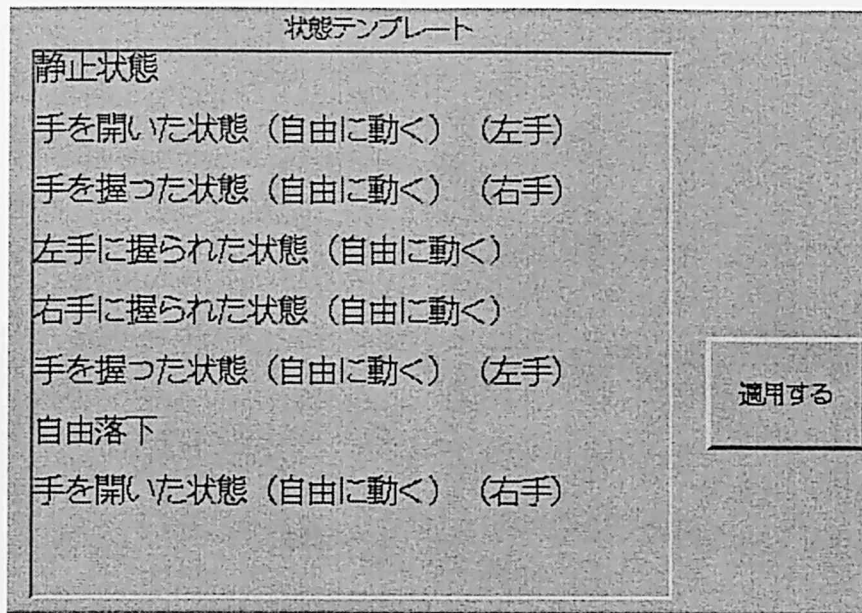 状態テンプレート
静止状態
手を開いた状態（自由に動く）（左手）
手を握った状態（自由に動く）（右手）
左手に握られた状態（自由に動く）
右手に握られた状態（自由に動く）
手を握った状態（自由に動く）（左手）
自由落下
手を開いた状態（自由に動く）（右手）
適用する